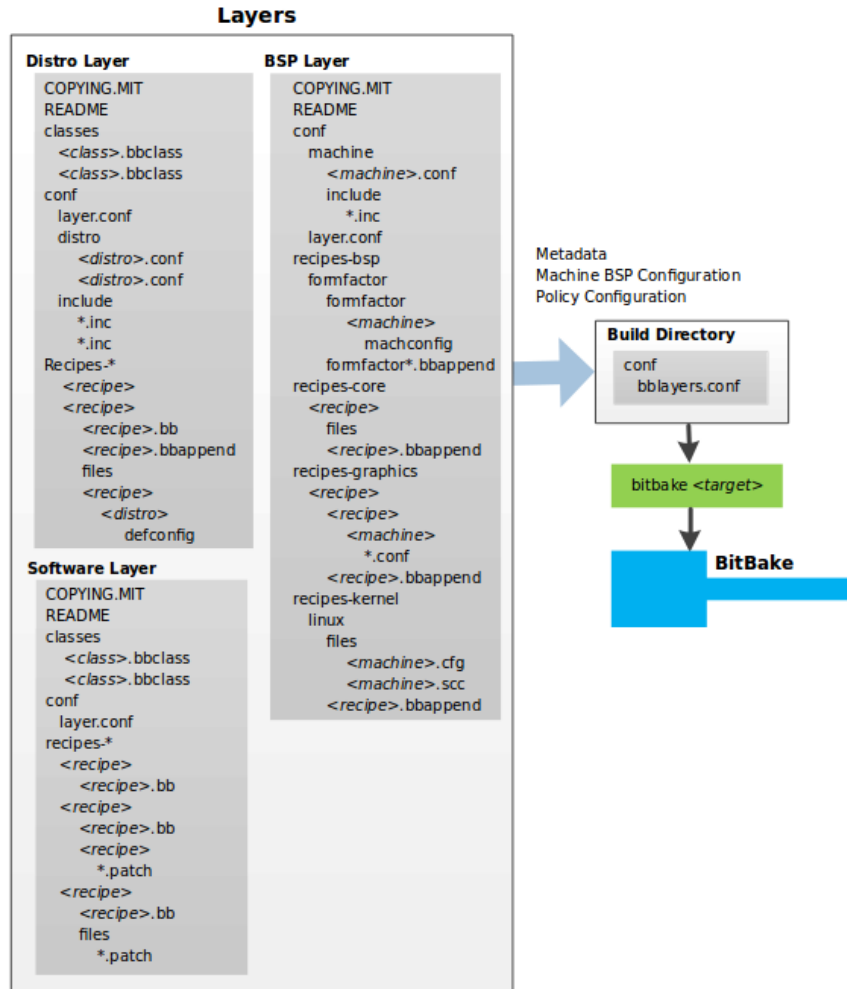 Layers
Distro Layer
COPYING.MIT
README
classes
<class>.bbclass
<class>.bbclass
conf
layer.conf
distro
<distro>.conf
<distro>.conf
include
*.inc
*.inc
Recipes-*
<recipe>
<recipe>
<recipe>.bb
<recipe>.bbappend
files
<recipe>
<distro>
defconfig
Software Layer
COPYING.MIT
README
classes
<class>.bbclass
<class>.bbclass
conf
layer.conf
recipes-*
<recipe>
<recipe>.bb
<recipe>
<recipe>.bb
<recipe>
*.patch
<recipe>
<recipe>.bb
files
*.patch
BSP Layer
COPYING.MIT
README
conf
machine
<machine>.conf
include
*.inc
layer.conf
recipes-bsp
formfactor
formfactor
<machine>
machconfig
formfactor*.bbappend
recipes-core
<recipe>
files
<recipe>.bbappend
recipes-graphics
<recipe>
<recipe>
<machine>
*.conf
<recipe>.bbappend
recipes-kernel
linux
files
<machine>.cfg
<machine>.scc
<recipe>.bbappend
Metadata
Machine BSP Configuration
Policy Configuration
Build Directory
conf
bblayers.conf
bitbake <target>
BitBake